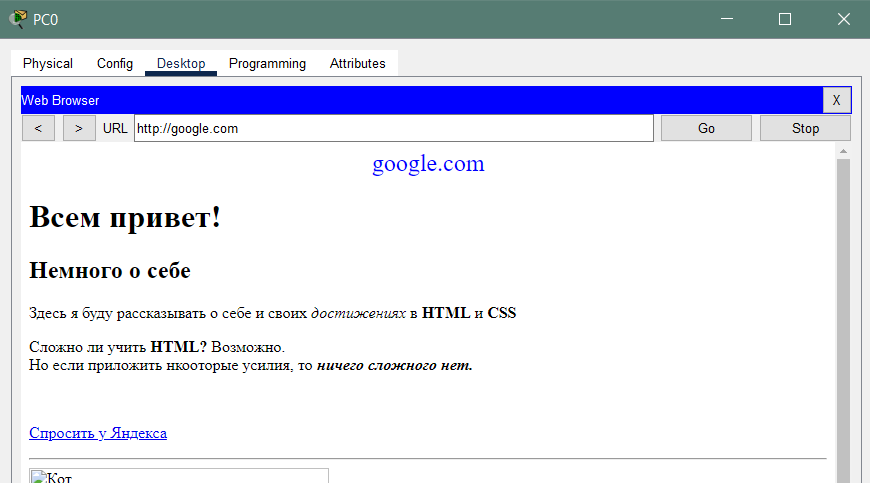 PC0
Physical Config Desktop Programming Attributes
Web Browser X
< > URL http://google.com Go Stop
google.com
Всем привет!
Немного о себе
Здесь я буду рассказывать о себе и своих достижениях в HTML и CSS
Сложно ли учить HTML? Возможно.
Но если приложить нкооторые усилия, то ничего сложного нет.
Спросить у Яндекса
Кот